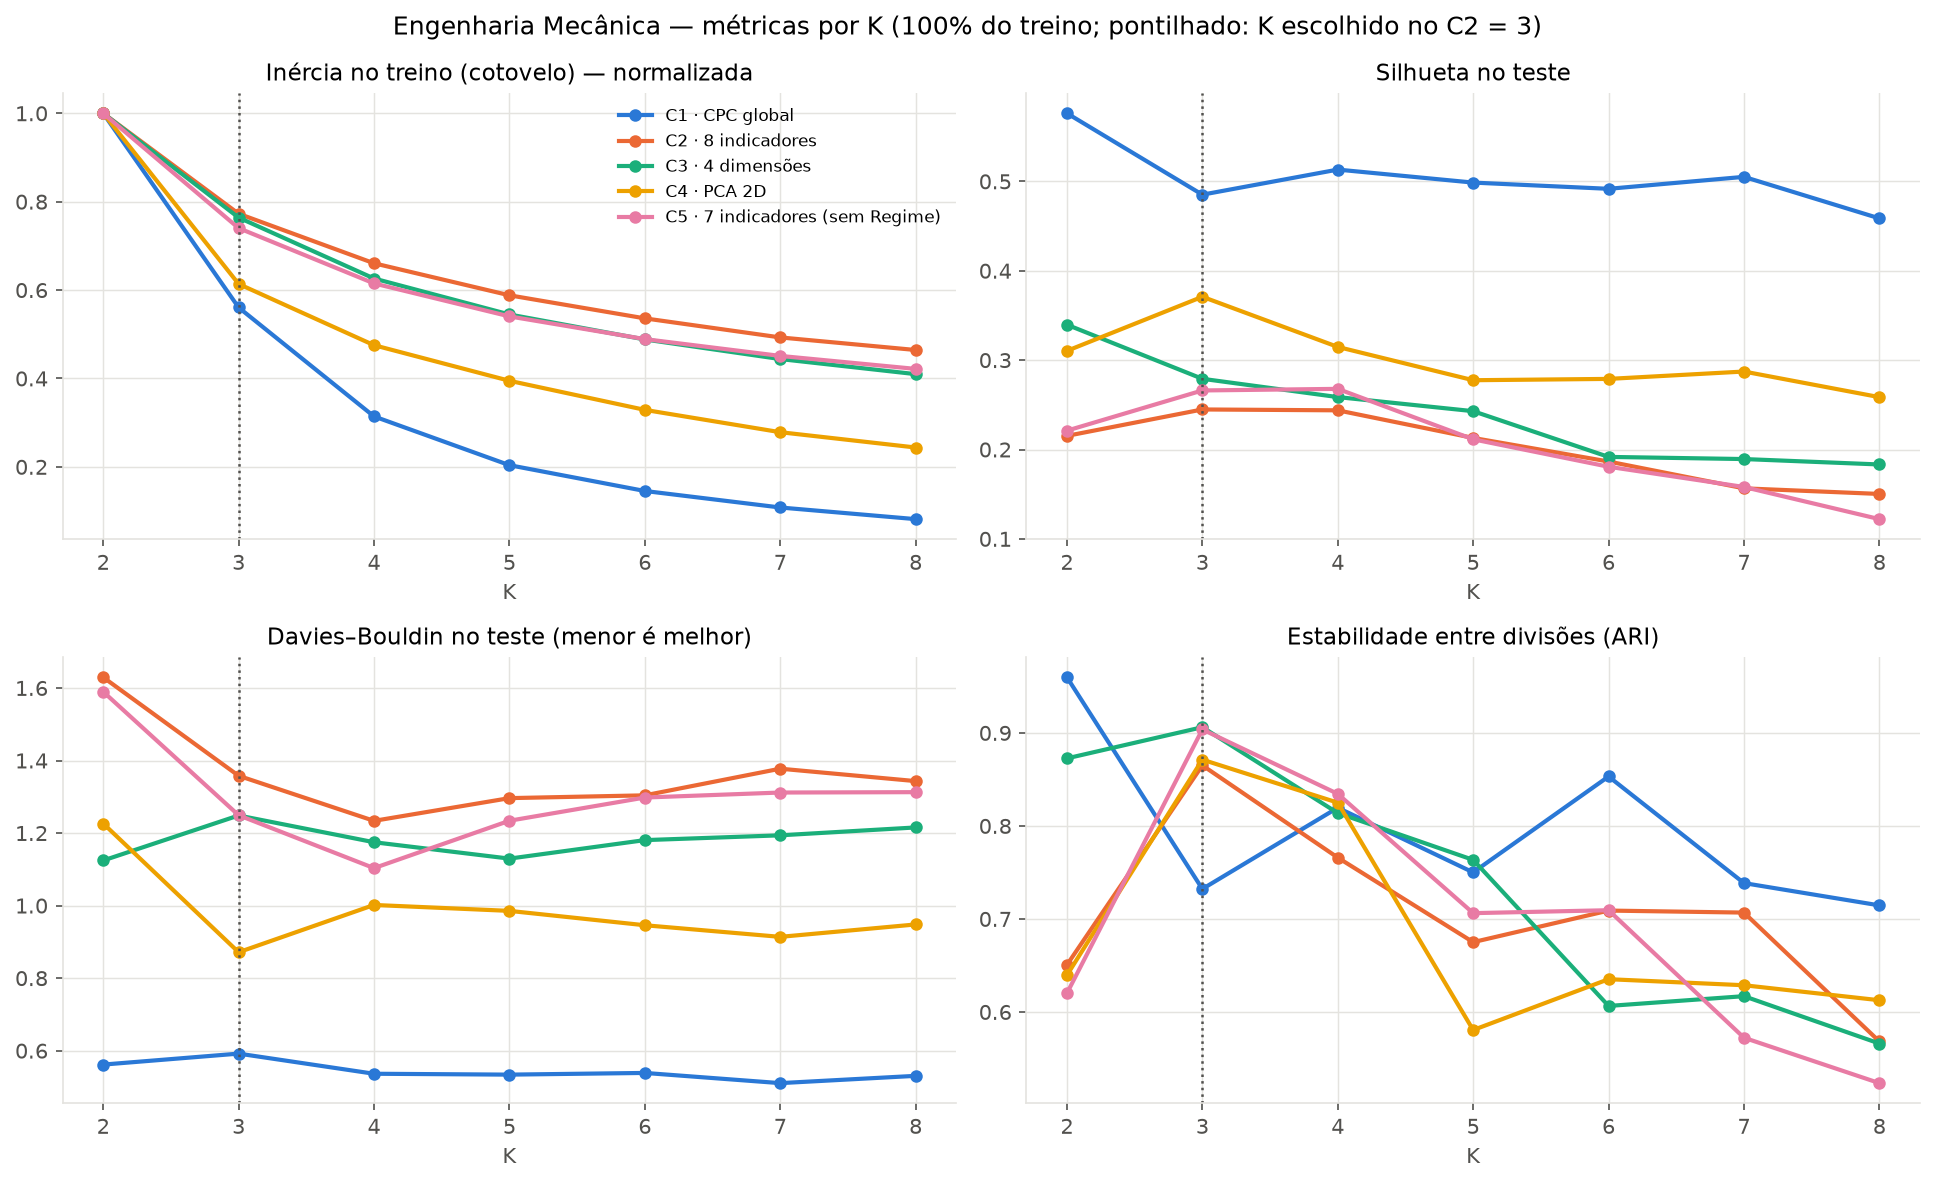 Engenharia Mecânica — métricas por K (100% do treino; pontilhado: K escolhido no C2 = 3)
Inércia no treino (cotovelo) — normalizada
1.0
0.8
0.6
0.4
0.2
C1 · CPC global
C2 · 8 indicadores
C3 · 4 dimensões
C4 · PCA 2D
C5 · 7 indicadores (sem Regime)
2 3 4 5 6 7 8
K
Silhueta no teste
0.5
0.4
0.3
0.2
0.1
2 3 4 5 6 7 8
K
Davies–Bouldin no teste (menor é melhor)
1.6
1.4
1.2
1.0
0.8
0.6
2 3 4 5 6 7 8
K
Estabilidade entre divisões (ARI)
0.9
0.8
0.7
0.6
2 3 4 5 6 7 8
K